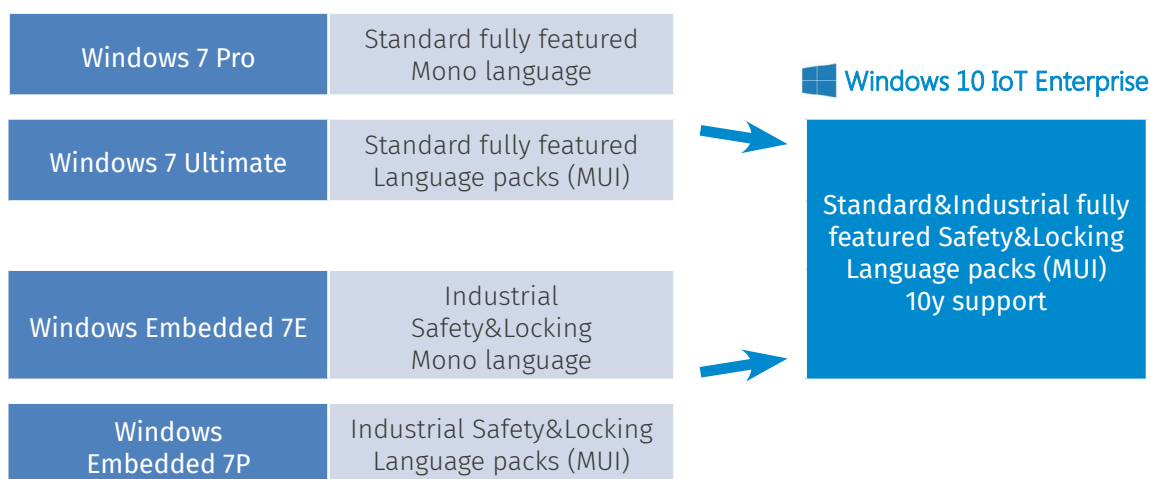 Windows 7 Pro
Standard fully featured
Mono language
Windows 10 IoT Enterprise
Windows 7 Ultimate
Standard fully featured
Language packs (MUI)
Standard&Industrial fully
featured Safety&Locking
Language packs (MUI)
10y support
Windows Embedded 7E
Industrial
Safety&Locking
Mono language
Windows
Embedded 7P
Industrial Safety&Locking
Language packs (MUI)